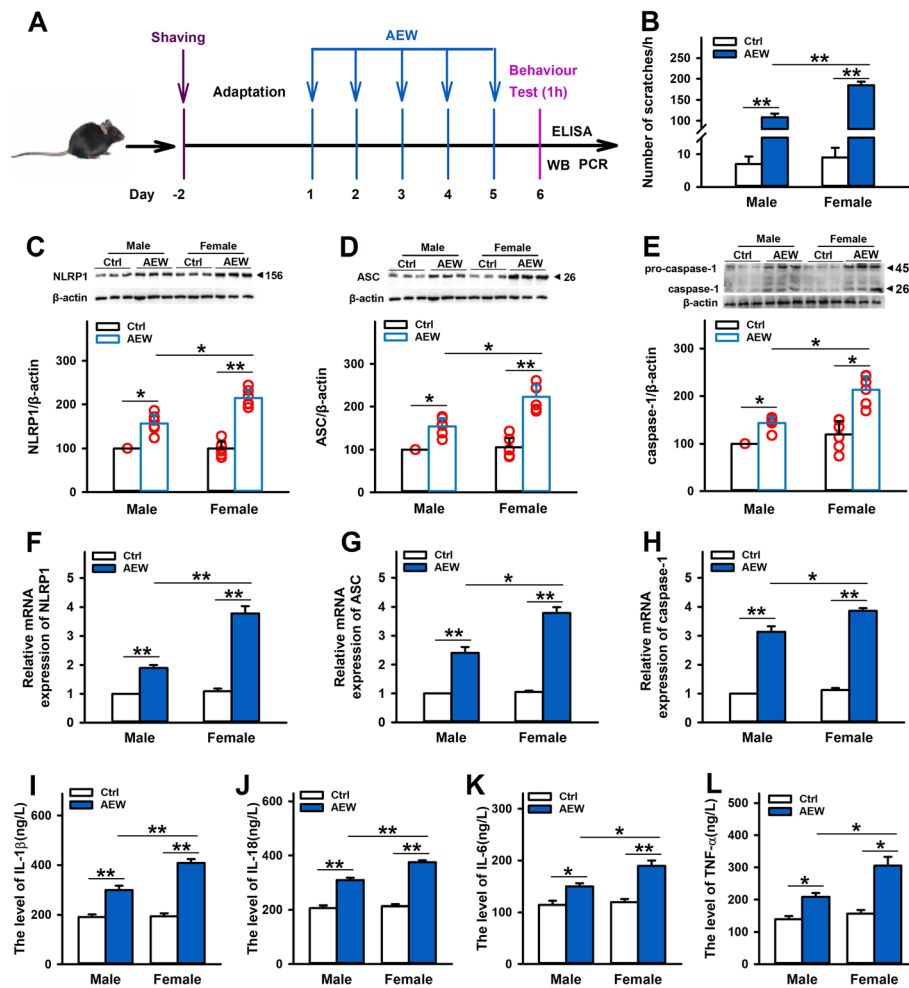 A
Shaving
AEW
Adaptation
Behaviour
Test (1h)
ELISA
WB PCR
Day -2 1 2 3 4 5 6
B
Number of scratches/h
Ctrl
AEW
250
200
150
100
10
0
** ** **
Male Female
C
Male Female
Ctrl AEW Ctrl AEW
NLRP1 156
β-actin
Ctrl
AEW
NLRP1/β-actin
300
200
100
0
* ** *
Male Female
D
Male Female
Ctrl AEW Ctrl AEW
ASC 26
β-actin
Ctrl
AEW
ASC/β-actin
300
200
100
0
* ** *
Male Female
E
Male Female
Ctrl AEW Ctrl AEW
pro-caspase-1 45
caspase-1 26
β-actin
Ctrl
AEW
caspase-1/β-actin
300
200
100
0
* * *
Male Female
F
Ctrl
AEW
Relative mRNA
expression of NLRP1
5
4
3
2
1
0
** ** **
Male Female
G
Ctrl
AEW
Relative mRNA
expression of ASC
5
4
3
2
1
0
** ** *
Male Female
H
Ctrl
AEW
Relative mRNA
expression of caspase-1
5
4
3
2
1
0
** ** *
Male Female
I
Ctrl
AEW
The level of IL-1β(ng/L)
600
400
200
0
** ** **
Male Female
J
Ctrl
AEW
The level of IL-18(ng/L)
600
400
200
0
** ** **
Male Female
K
Ctrl
AEW
The level of IL-6(ng/L)
300
200
100
0
* ** *
Male Female
L
Ctrl
AEW
The level of TNF-α(ng/L)
500
400
300
200
100
0
* * *
Male Female